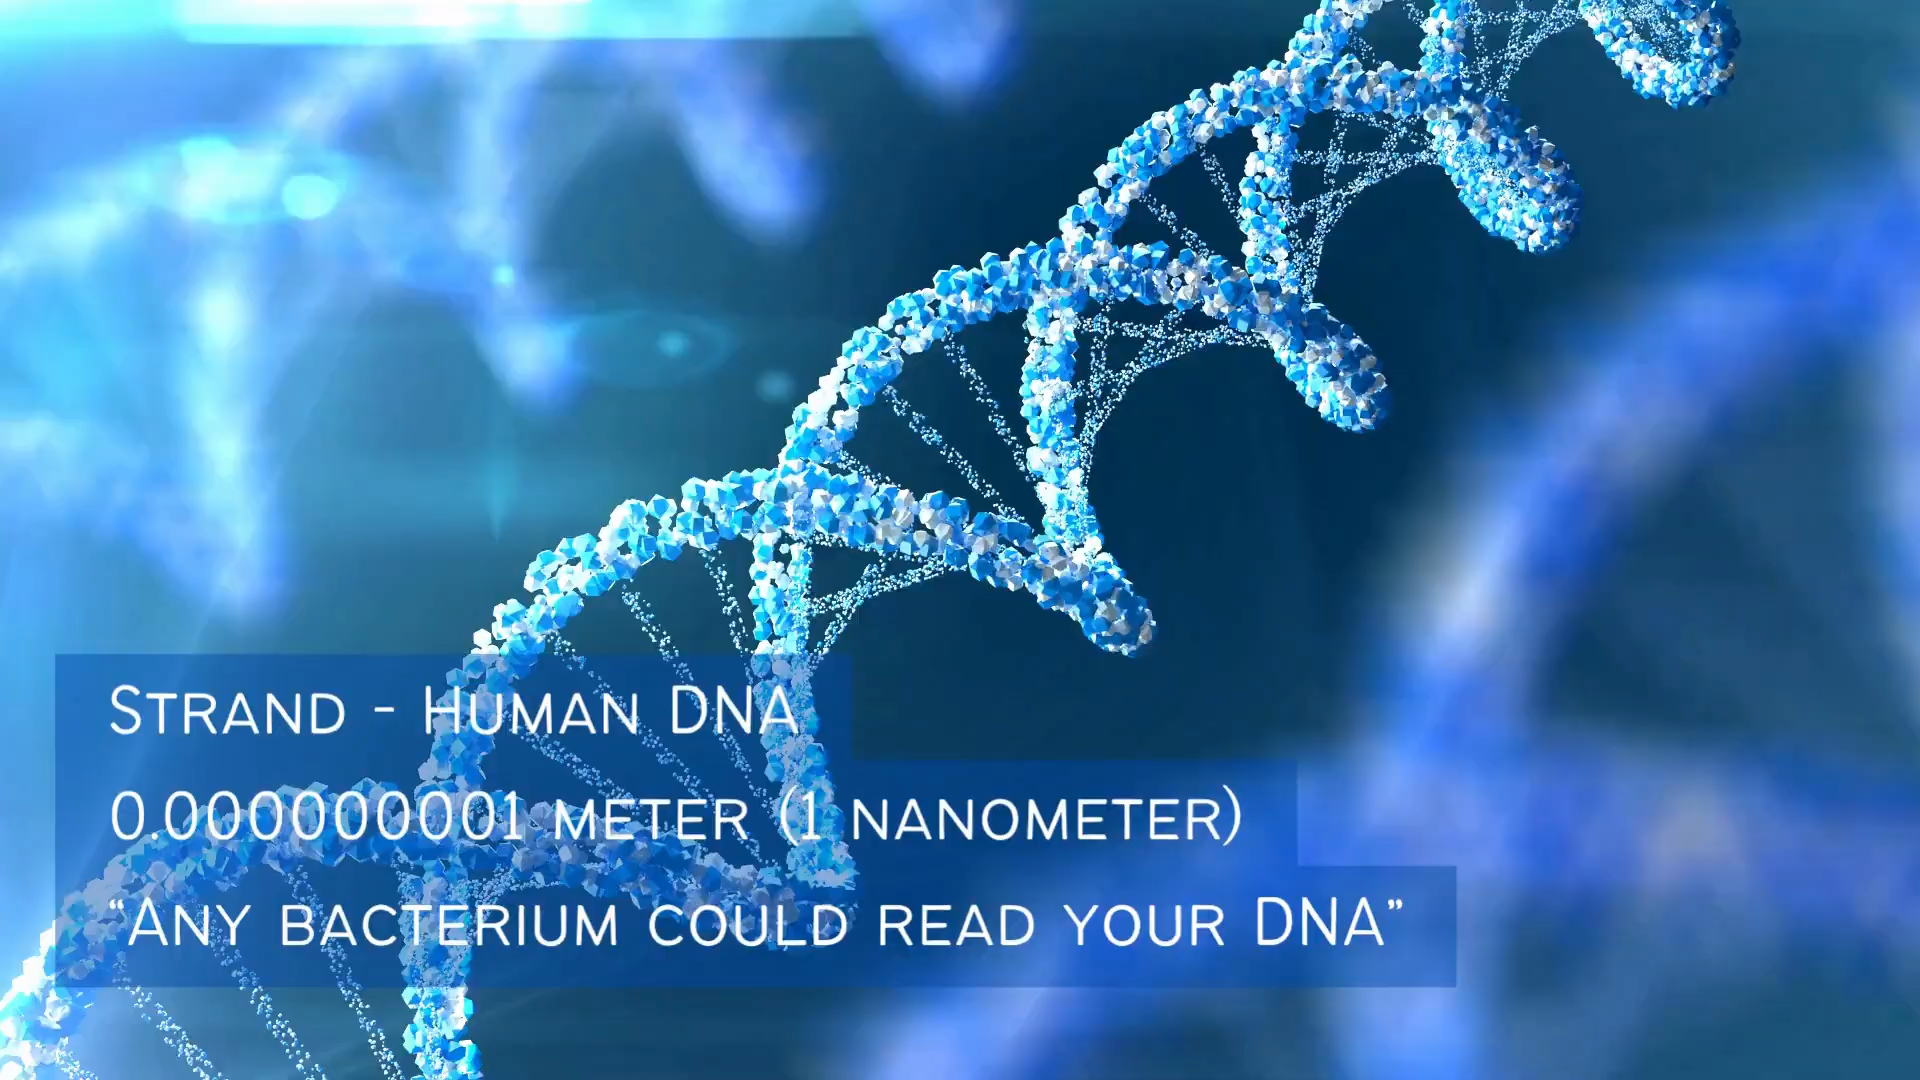 Strand - Human DNA
0.000000001 meter (1 nanometer)
“Any bacterium could read your DNA”